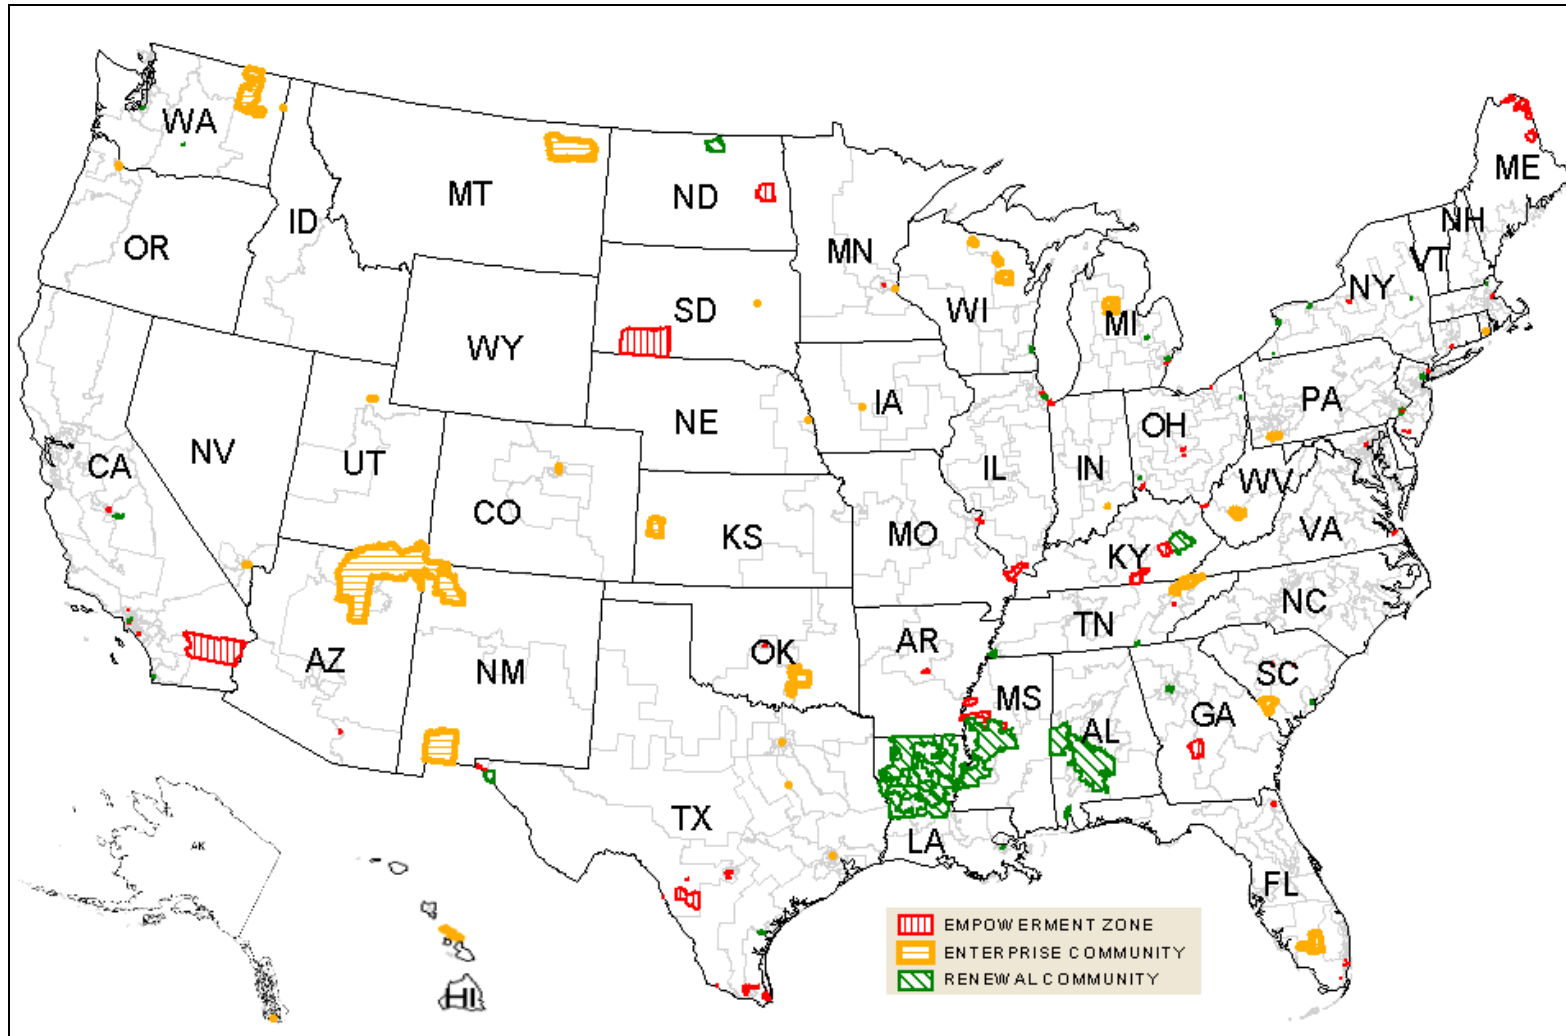 WA
MT
ND
ME
ID
OR
MN
NH
VT
NY
SD
WI
MI
WY
IA
NE
PA
OH
NV
CA
UT
IL
IN
WV
CO
KS
MO
VA
KY
NC
TN
AR
OK
AZ
NM
SC
MS
GA
AL
TX
LA
AK
FL
HI
EMPOWERMENT ZONE
ENTERPRISE COMMUNITY
RENEWAL COMMUNITY